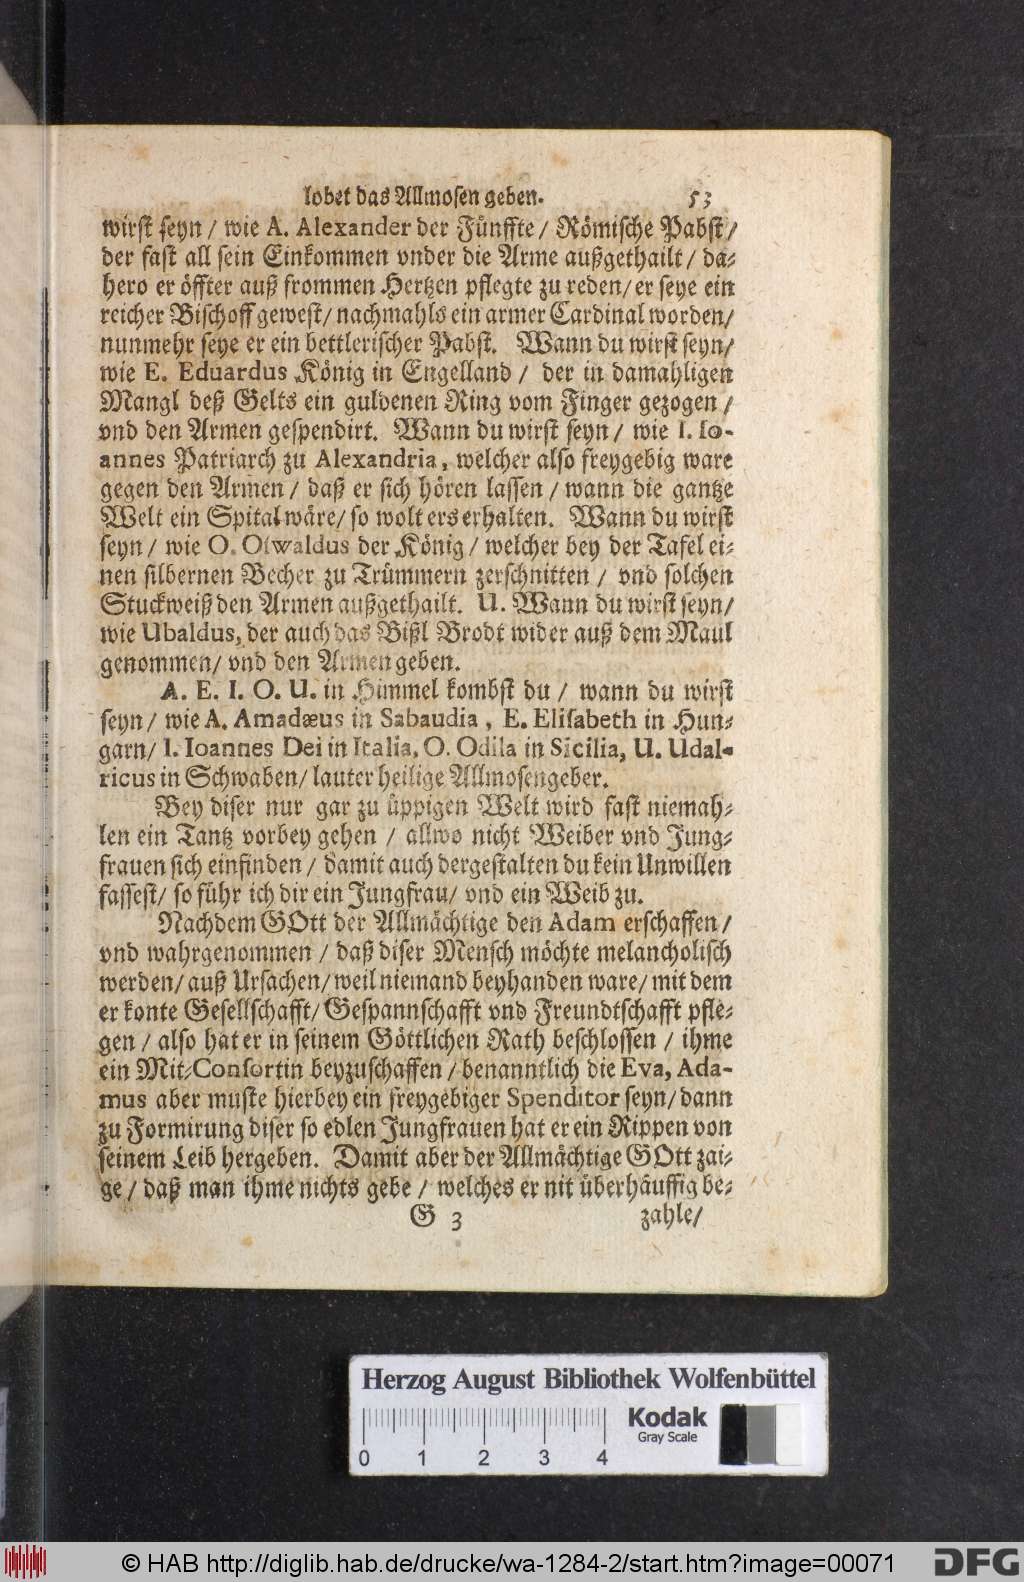 lobet das Allmosen geben. 53
wirst seyn / wie A. Alexander der Fünffte / Römische Pabst /
der fast all sein Einkommen vnder die Arme außgethailt / da-
hero er öffter auß frommen Hertzen pflegte zu reden / er seye ein
reicher Bischoff gewest / nachmahls ein armer Cardinal worden /
nunmehr seye er ein bettlerischer Pabst. Wann du wirst seyn /
wie E. Eduardus König in Engelland / der in damahligen
Mangl deß Gelts ein guldenen Ring vom Finger gezogen /
vnd den Armen gespendirt. Wann du wirst seyn / wie I. Io-
annes Patriarch zu Alexandria, welcher also freygebig ware
gegen den Armen / daß er sich hören lassen / wann die gantze
Welt ein Spital wäre / so wolt ers erhalten. Wann du wirst
seyn / wie O. Oswaldus der König / welcher bey der Tafel ei-
nen silbernen Becher zu Trümmern zerschnitten / vnd solchen
Stuckweiß den Armen außgethailt. U. Wann du wirst seyn /
wie Ubaldus, der auch das Bißl Brodt wider auß dem Maul
genommen / vnd den Armen geben.
A. E. I. O. U. in Himmel kombst du / wann du wirst
seyn / wie A. Amadæus in Sabaudia, E. Elisabeth in Hun-
garn / I. Ioannes Dei in Italia, O. Odila in Sicilia, U. Udal-
ricus in Schwaben / lauter heilige Allmosengeber.
Bey diser nur gar zu üppigen Welt wird fast niemah-
len ein Tantz vorbey gehen / allwo nicht Weiber vnd Jung-
frauen sich einfinden / damit auch dergestalten du kein Unwillen
fassest / so führ ich dir ein Jungfrau / vnd ein Weib zu.
Nachdem GOtt der Allmächtige den Adam erschaffen /
vnd wahrgenommen / daß diser Mensch möchte melancholisch
werden / auß Ursachen / weil niemand beyhanden ware / mit dem
er konte Gesellschafft / Gespannschafft vnd Freundtschafft pfle-
gen / also hat er in seinem Göttlichen Rath beschlossen / ihme
ein Mit-Consortin beyzuschaffen / benanntlich die Eva, Ada-
mus aber muste hierbey ein freygebiger Spenditor seyn / dann
zu Formirung diser so edlen Jungfrauen hat er ein Rippen von
seinem Leib hergeben. Damit aber der Allmächtige GOtt zai-
ge / daß man ihme nichts gebe / welches er nit überhäuffig be-
G 3 zahle /
Herzog August Bibliothek Wolfenbüttel
Kodak
Gray Scale
0 1 2 3 4
© HAB http://diglib.hab.de/drucke/wa-1284-2/start.htm?image=00071
DFG